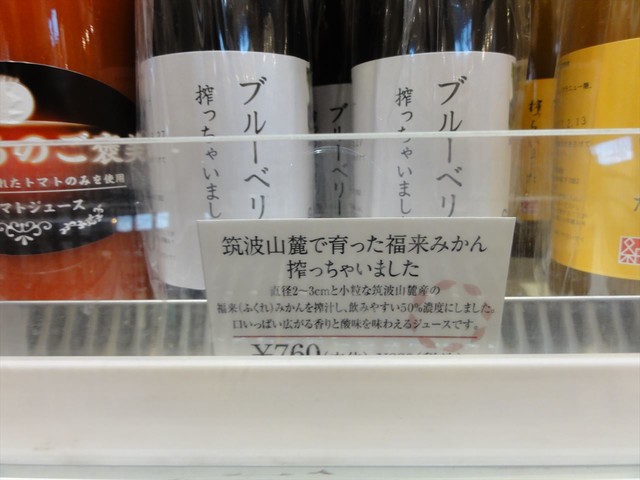 のご褒美
れたトマトのみを使用
マトジュース
ブルーベリ
搾っちゃいまし
ブルーベリー
ブルーベリ
搾っちゃいまし
筑波山麓で育った福来みかん
搾っちゃいました
直径2~3cmと小粒な筑波山麓産の
福来(ふくれ)みかんを搾汁し、飲みやすい50%濃度にしました。
口いっぱい広がる香りと酸味を味わえるジュースです。
¥760